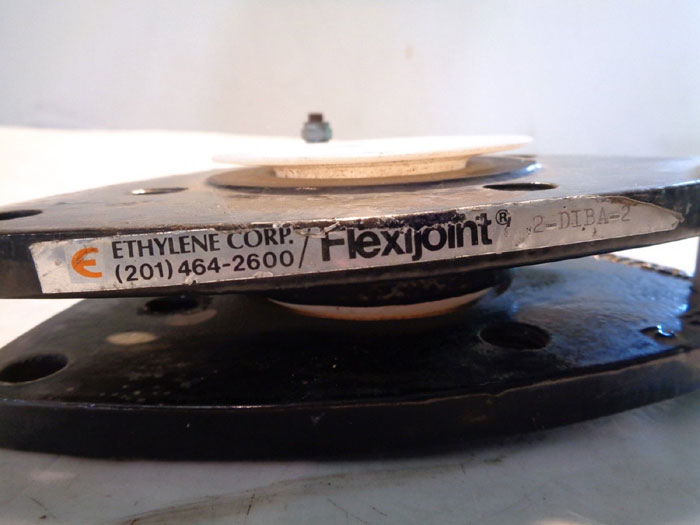 ETHYLENE CORP. / Flexijoint® 2-DIBA-2
(201) 464-2600